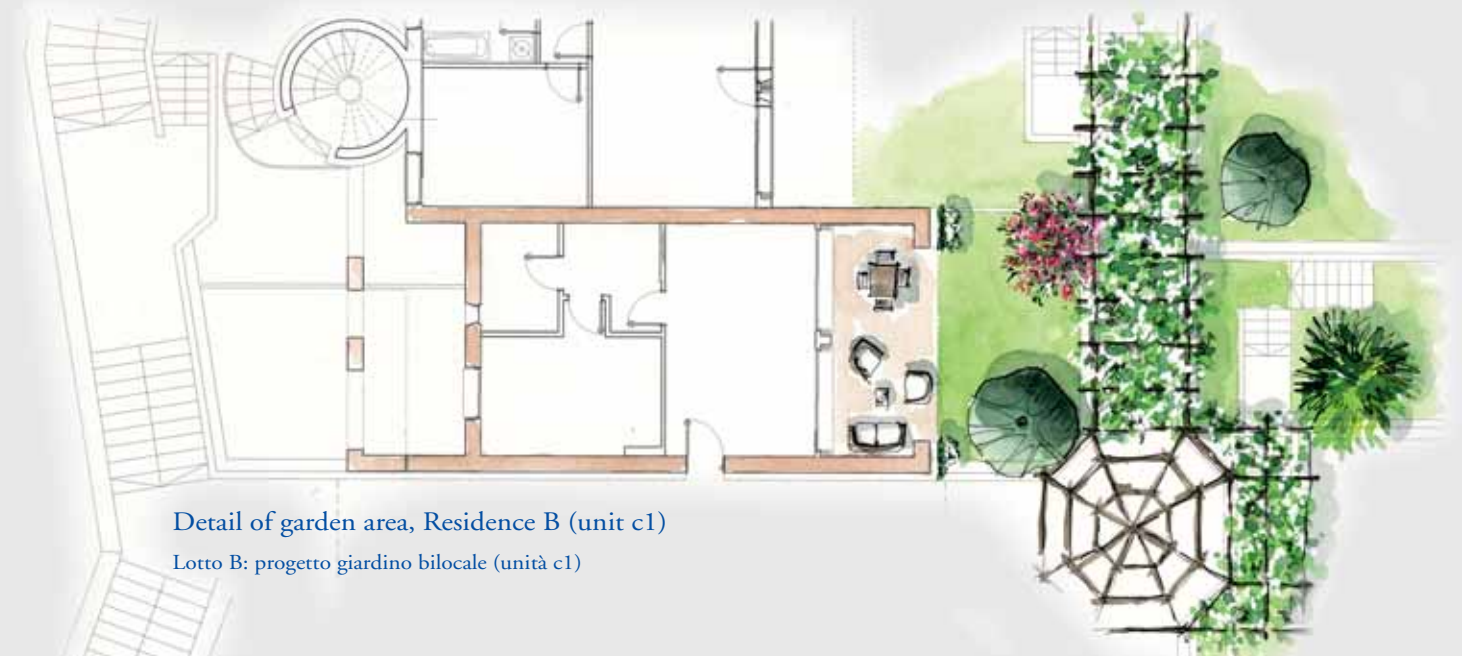 Detail of garden area, Residence B (unit c1)
Lotto B: progetto giardino bilocale (unità c1)